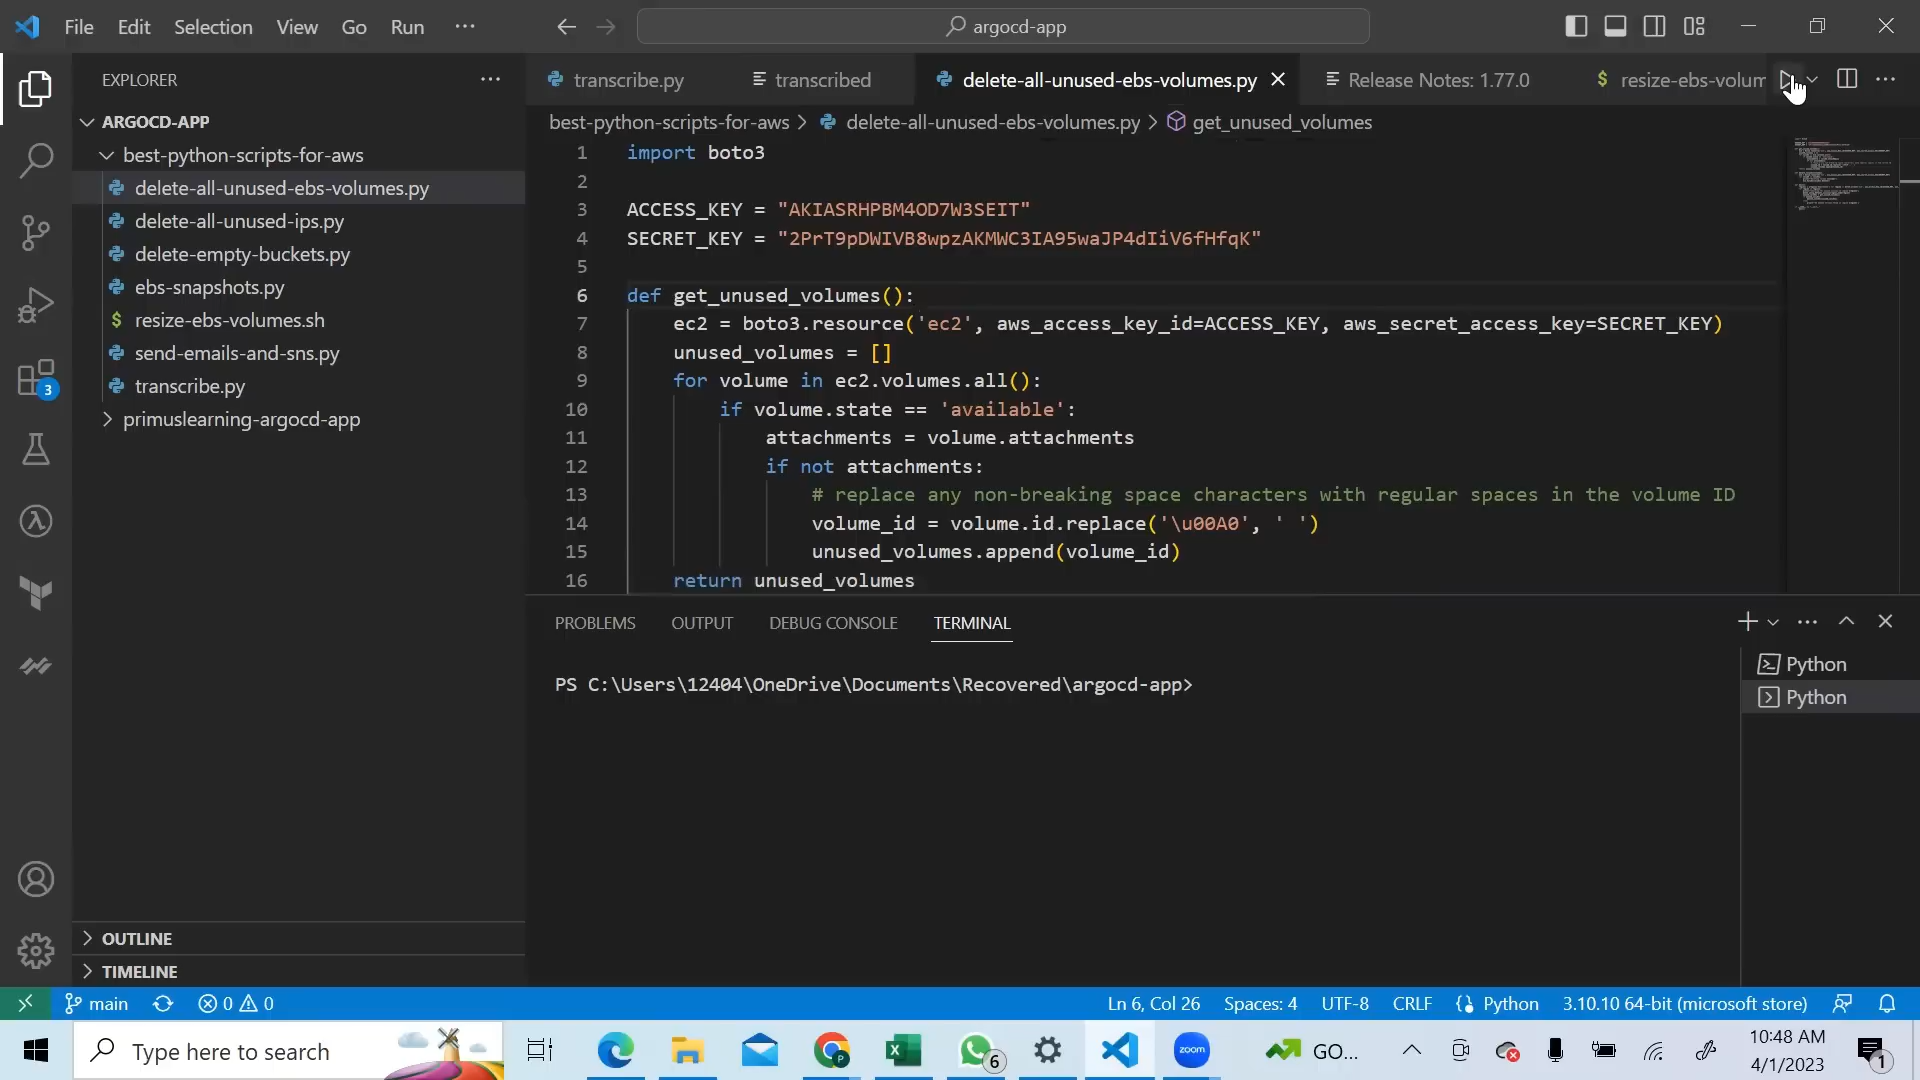 File Edit Selection View Go Run ···
argocd-app
EXPLORER
ARGOCD-APP
best-python-scripts-for-aws
delete-all-unused-ebs-volumes.py
delete-all-unused-ips.py
delete-empty-buckets.py
ebs-snapshots.py
$ resize-ebs-volumes.sh
send-emails-and-sns.py
transcribe.py
primuslearning-argocd-app
3
OUTLINE
TIMELINE
transcribe.py transcribed delete-all-unused-ebs-volumes.py Release Notes: 1.77.0 $ resize-ebs-volum
best-python-scripts-for-aws > delete-all-unused-ebs-volumes.py > get_unused_volumes
1 import boto3
2
3 ACCESS_KEY = "AKIASRHPBM4OD7W3SEIT"
4 SECRET_KEY = "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"
5
6 def get_unused_volumes():
7 ec2 = boto3.resource('ec2', aws_access_key_id=ACCESS_KEY, aws_secret_access_key=SECRET_KEY)
8 unused_volumes = []
9 for volume in ec2.volumes.all():
10 if volume.state == 'available':
11 attachments = volume.attachments
12 if not attachments:
13 # replace any non-breaking space characters with regular spaces in the volume ID
14 volume_id = volume.id.replace('\u00A0', ' ')
15 unused_volumes.append(volume_id)
16 return unused_volumes
PROBLEMS OUTPUT DEBUG CONSOLE TERMINAL
PS C:\Users\12404\OneDrive\Documents\Recovered\argocd-app>
Python
Python
main 0 0 Ln 6, Col 26 Spaces: 4 UTF-8 CRLF Python 3.10.10 64-bit (microsoft store)
Type here to search
6
zoom
GO...
10:48 AM
4/1/2023
1